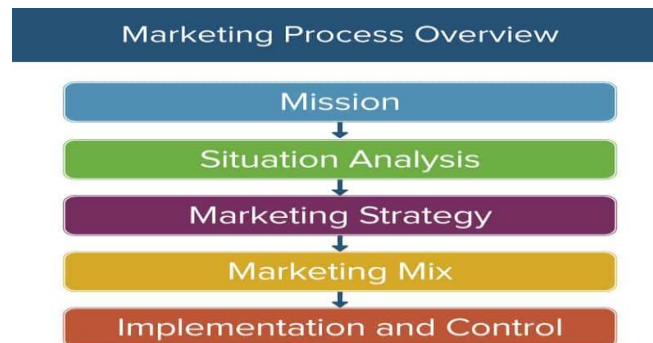 Marketing Process Overview
Mission
Situation Analysis
Marketing Strategy
Marketing Mix
Implementation and Control